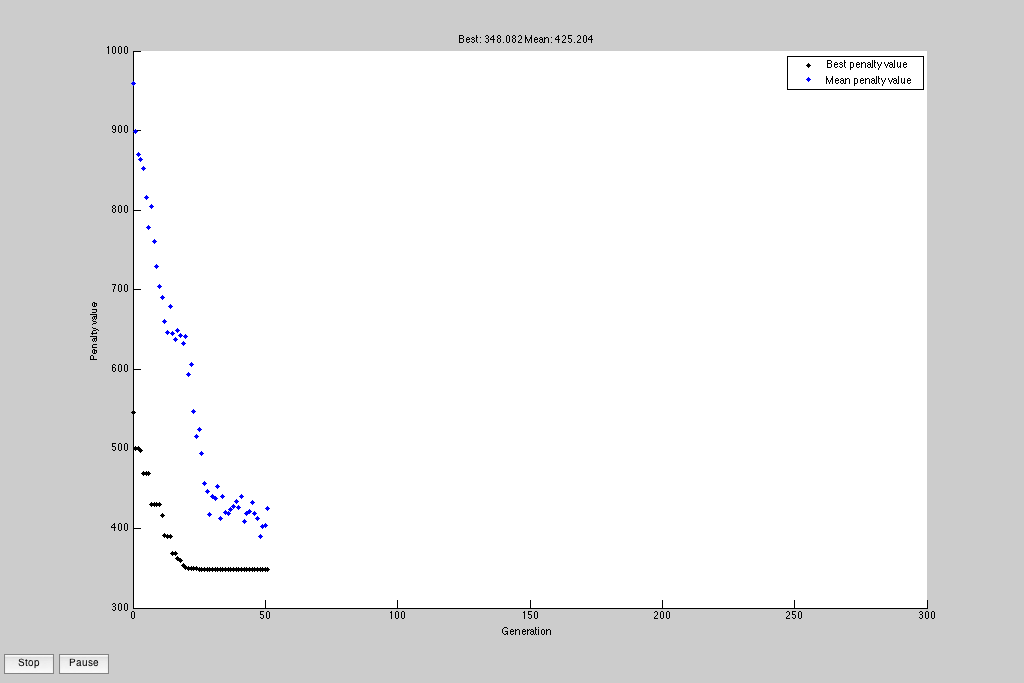 Best: 348.082 Mean: 425.204
Best penalty value
Mean penalty value
1000
900
800
700
600
500
400
300
Penalty value
0 50 100 150 200 250 300
Generation
Stop Pause